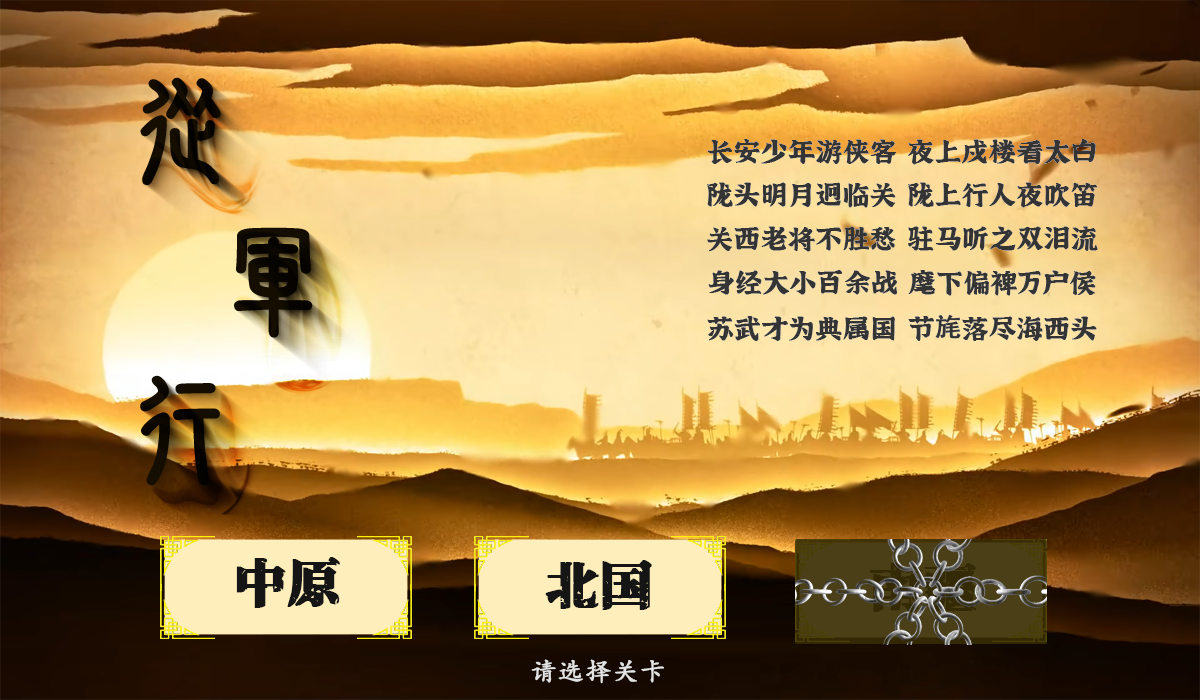 從軍行
长安少年游侠客 夜上戍楼看太白
陇头明月迥临关 陇上行人夜吹笛
关西老将不胜愁 驻马听之双泪流
身经大小百余战 麾下偏裨万户侯
苏武才为典属国 节旄落尽海西头
中原
北国
请选择关卡